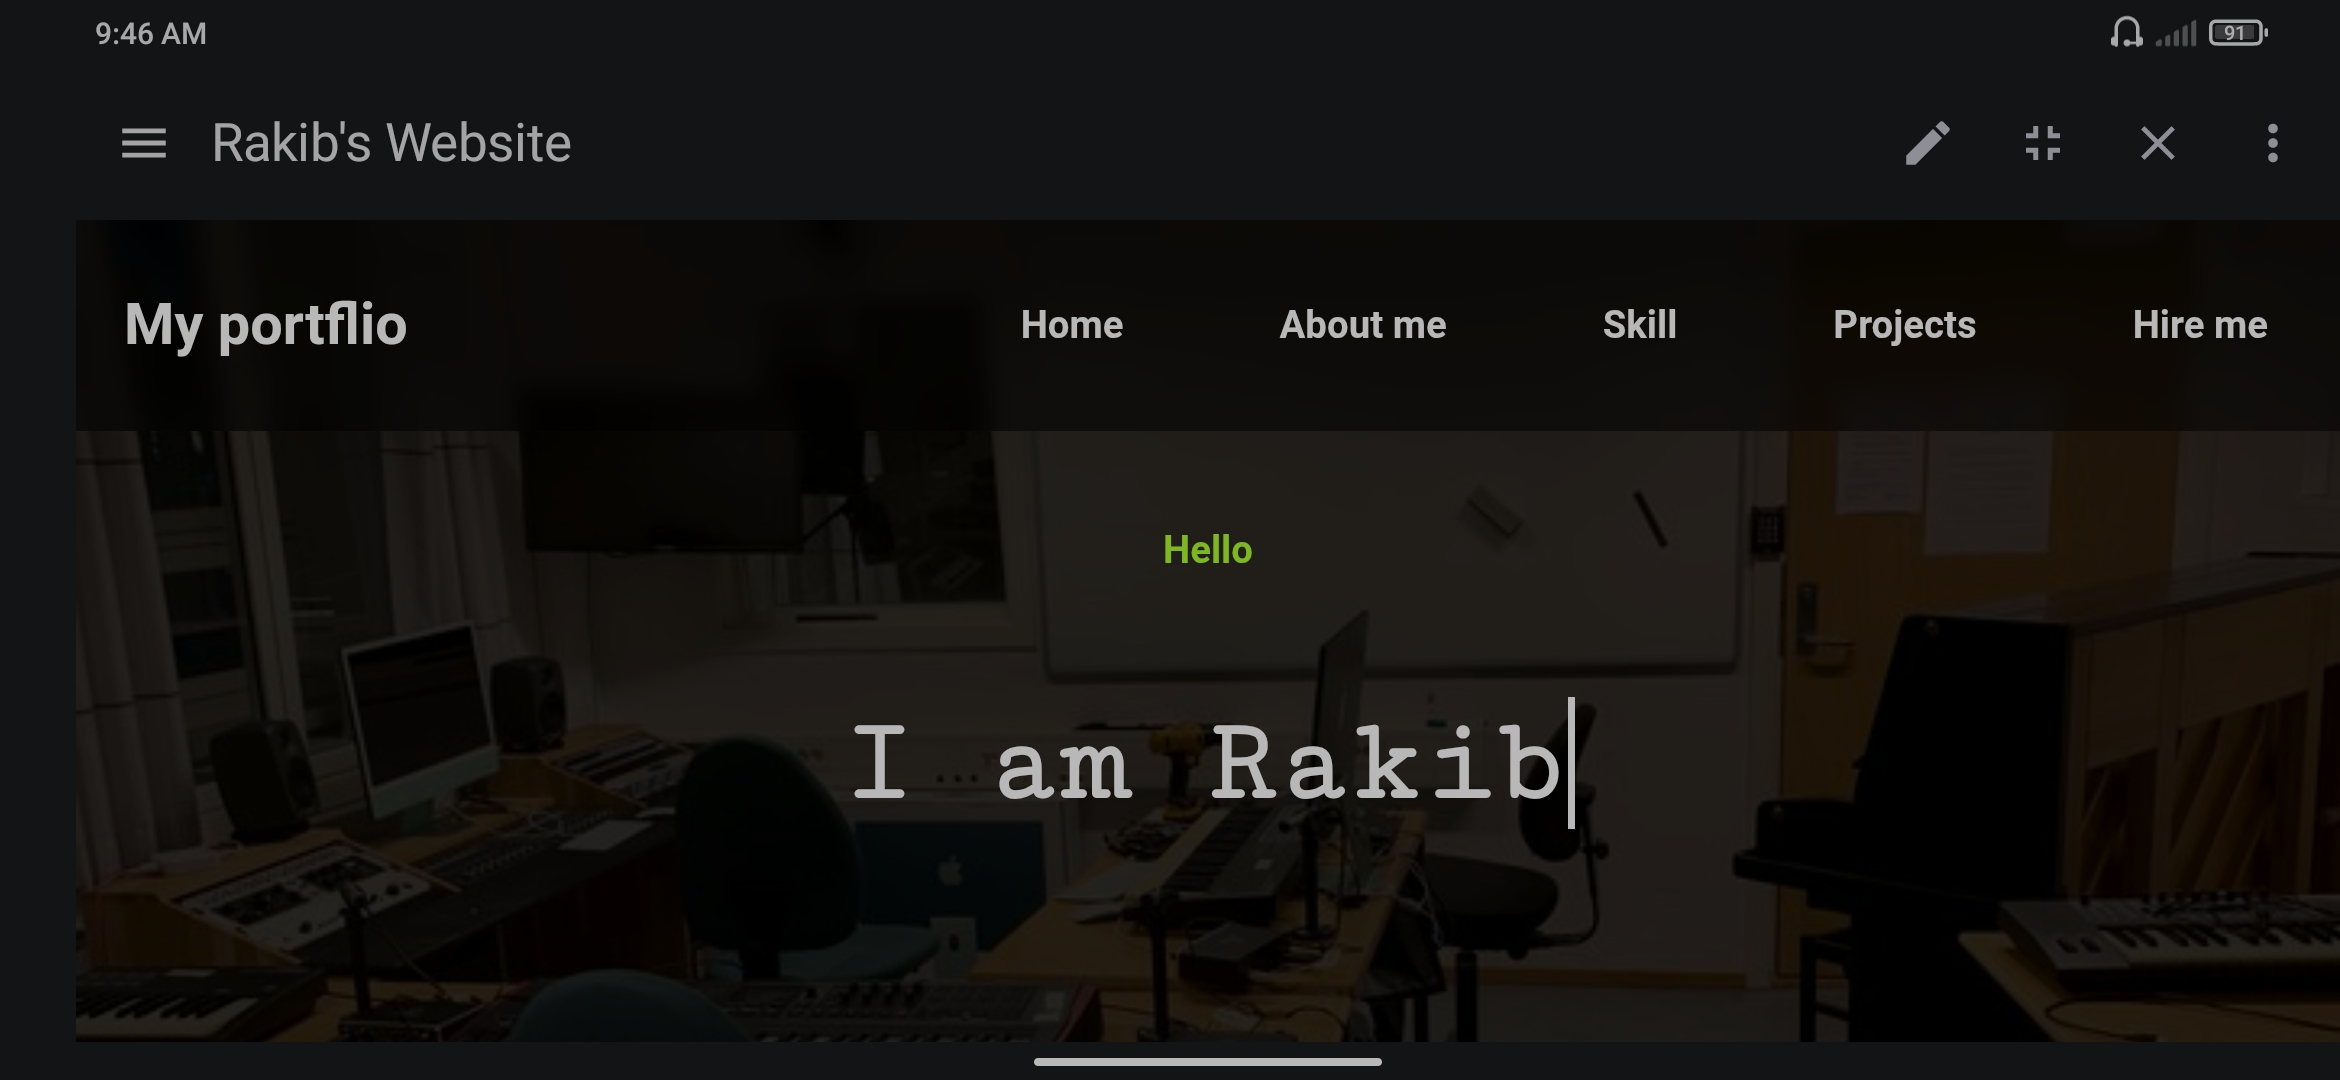 9:46 AM
91
Rakib's Website
My portflio
Home About me Skill Projects Hire me
Hello
I am Rakib